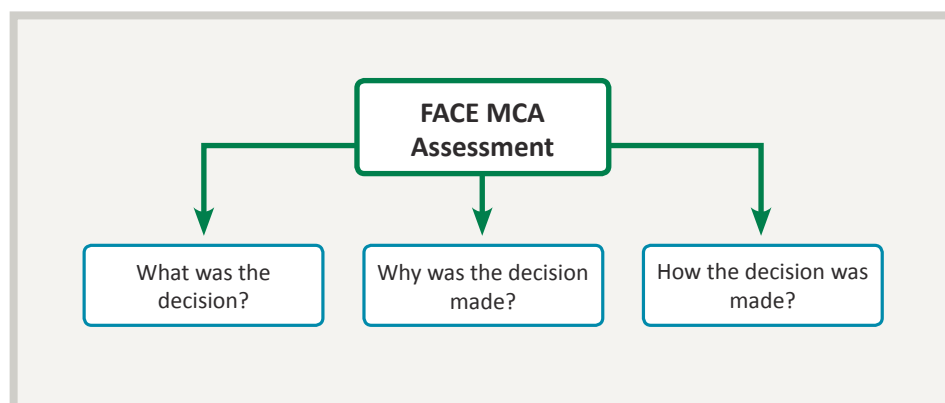 FACE MCA
Assessment
What was the
decision?
Why was the decision
made?
How the decision was
made?